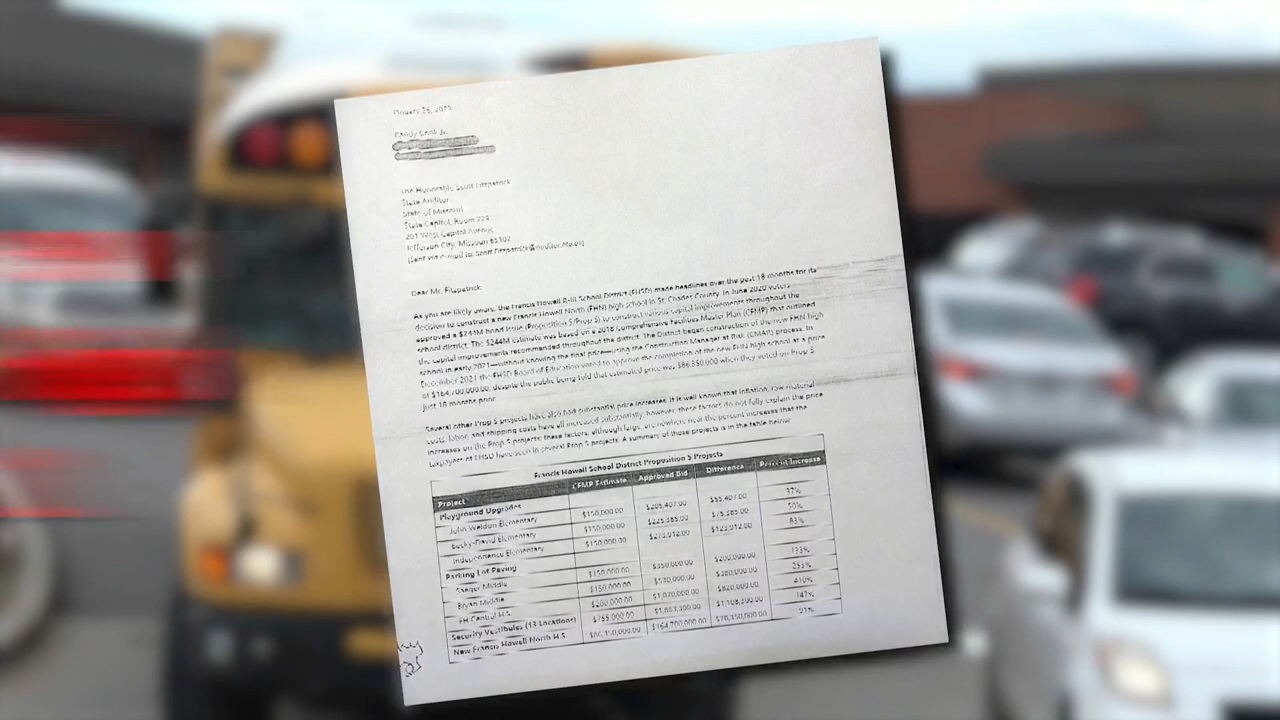 January 26, 2023
Randy Cook Jr.
The Honorable Scott Fitzpatrick
State Auditor
State of Missouri
State Capitol, Room 229
201 West Capitol Avenue
Jefferson City, Missouri 65102
(Sent via e-mail to: Scott.Fitzpatrick@auditor.mo.gov)
Dear Mr. Fitzpatrick:
As you are likely aware, the Francis Howell R-III School District (FHSD) made headlines over the past 18 months for its
decision to construct a new Francis Howell North (FHN) high school in St. Charles County. In June 2020 voters
approved a $244M bond issue (Proposition S/Prop S) to construct various capital improvements throughout the
school district. The $244M estimate was based on a 2018 Comprehensive Facilities Master Plan (CFMP) that outlined
the capital improvements recommended throughout the district. The District began construction of the new FHN high
school in early 2021—without knowing the final price—using the Construction Manager at Risk (CMAR) process. In
December 2021 the FHSD Board of Education voted to approve the completion of the new FHN high school at a price
of $164,700,000.00, despite the public being told that estimated price was $86,350,000 when they voted on Prop S
just 18 months prior.
Several other Prop S projects have also had substantial price increases. It is well known that inflation, raw material
costs, labor, and shipping costs have all increased substantially; however, these factors do not fully explain the price
increases on the Prop S projects; these factors, although large, are nowhere near the percent increases that the
taxpayers of FHSD have seen in several Prop S projects. A summary of those projects is in the table below:
Francis Howell School District Proposition S Projects
Project CFMP Estimate Approved Bid Difference Percent Increase
Playground Upgrades
John Weldon Elementary $150,000.00 $205,407.00 $55,407.00 37%
Becky-David Elementary $150,000.00 $225,385.00 $75,385.00 50%
Independence Elementary $150,000.00 $273,912.00 $123,912.00 83%
Parking Lot Paving
Saeger Middle $150,000.00 $350,000.00 $200,000.00 133%
Bryan Middle $150,000.00 $530,000.00 $380,000.00 253%
FH Central H.S. $200,000.00 $1,020,000.00 $820,000.00 410%
Security Vestibules (13 Locations) $755,000.00 $1,863,300.00 $1,108,300.00 147%
New Francis Howell North H.S. $86,350,000.00 $164,700,000.00 $78,350,000.00 91%